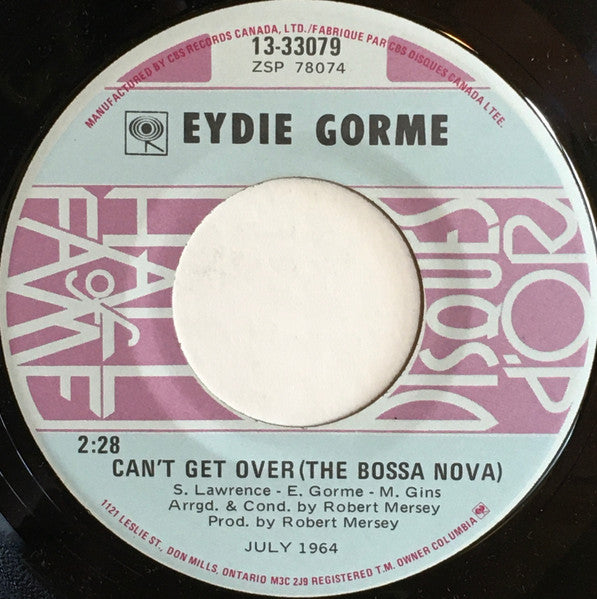 MANUFACTURED BY CBS RECORDS CANADA, LTD./FABRIQUE PAR CBS DISQUES CANADA LTEE.
13-33079
ZSP 78074
EYDIE GORME
HALL of FAME
DISQUES D'OR
2:28
CAN'T GET OVER (THE BOSSA NOVA)
S. Lawrence - E. Gorme - M. Gins
Arrgd. & Cond. by Robert Mersey
Prod. by Robert Mersey
JULY 1964
1121 LESLIE ST., DON MILLS, ONTARIO M3C 2J9 REGISTERED T.M. OWNER COLUMBIA